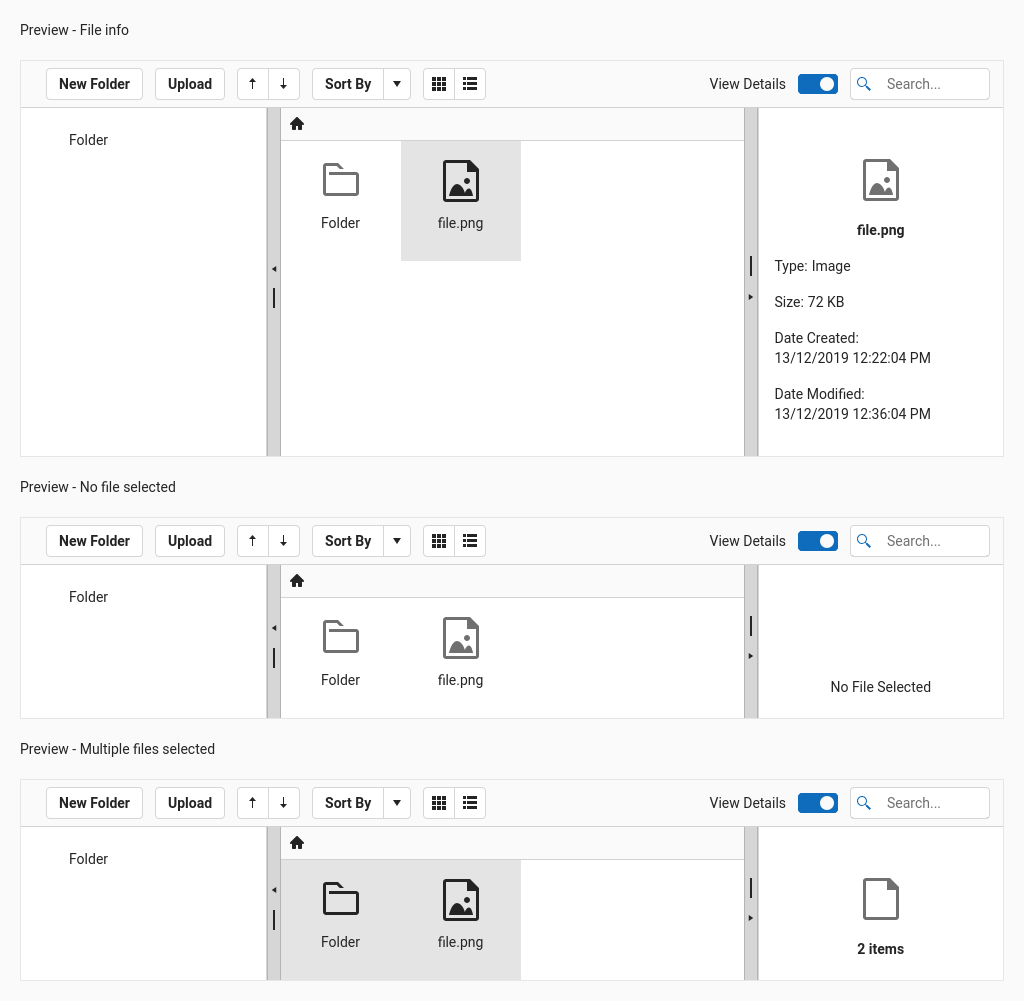 Preview - File info
New Folder Upload Sort By View Details Search...
Folder
Folder file.png
file.png
Type: Image
Size: 72 KB
Date Created:
13/12/2019 12:22:04 PM
Date Modified:
13/12/2019 12:36:04 PM
Preview - No file selected
New Folder Upload Sort By View Details Search...
Folder
Folder file.png
No File Selected
Preview - Multiple files selected
New Folder Upload Sort By View Details Search...
Folder
Folder file.png
2 items